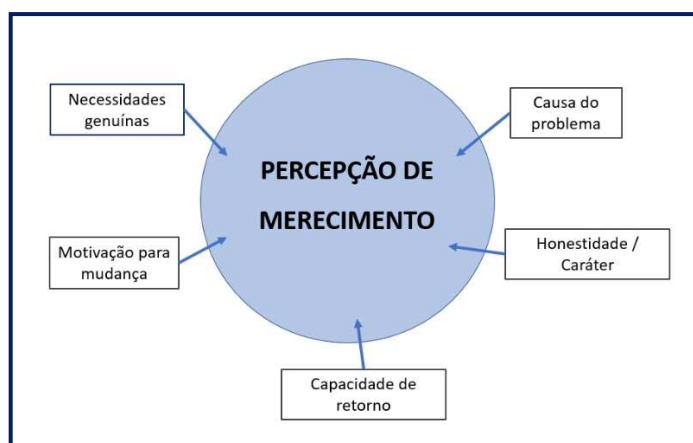 Necessidades
genuínas
Causa do
problema
PERCEPÇÃO DE
MERECIMENTO
Motivação para
mudança
Honestidade /
Caráter
Capacidade de
retorno